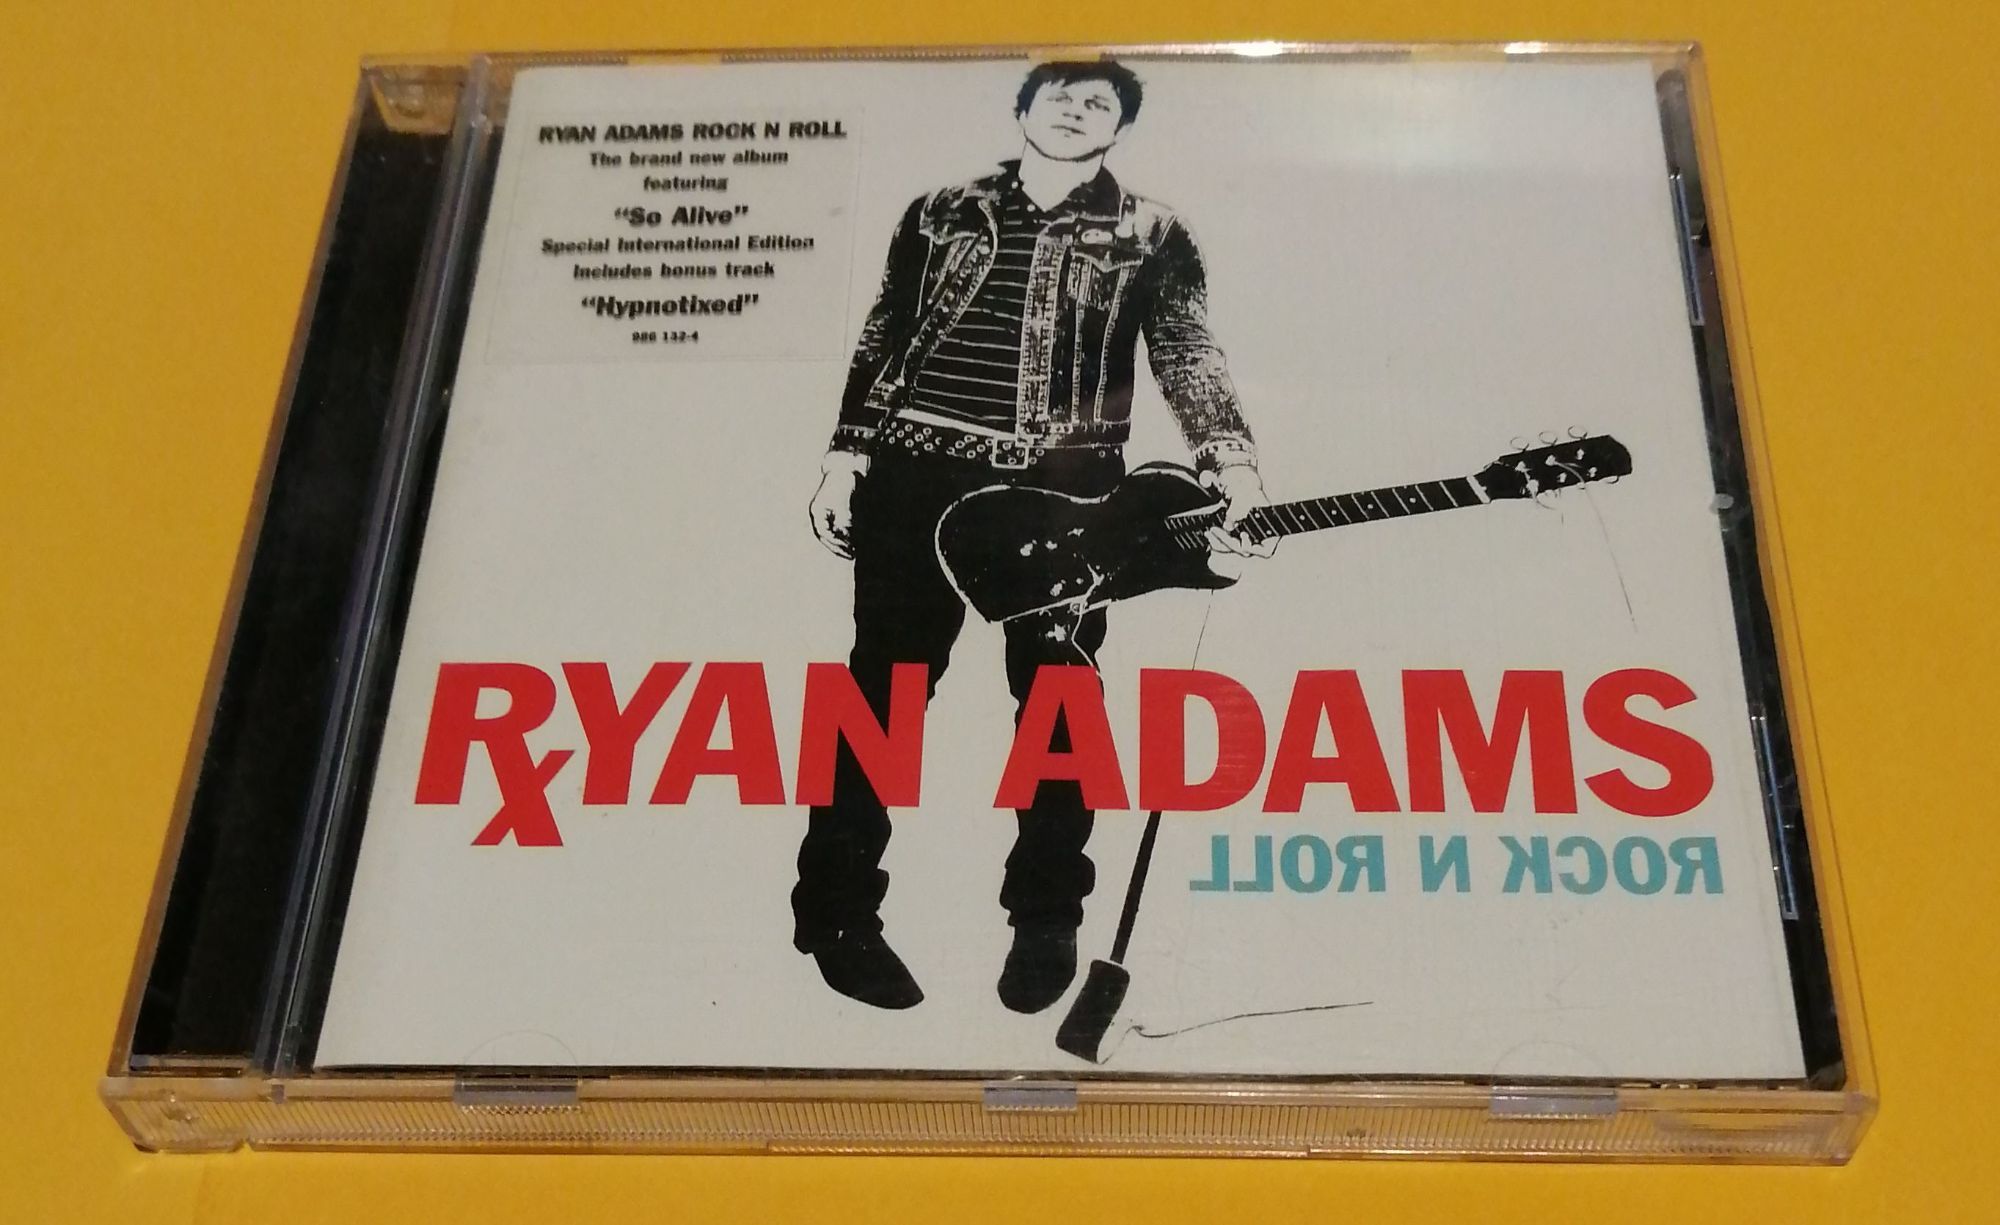 RYAN ADAMS ROCK N ROLL
The brand new album
featuring
“So Alive”
Special International Edition
Includes bonus track
“Hypnotixed”
986 132-4
RxYAN ADAMS
ROCK N ROLL